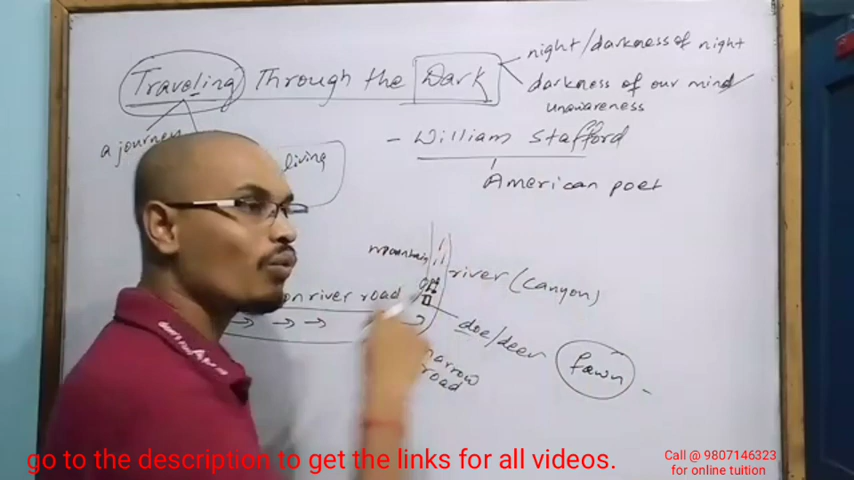 Traveling Through the Dark
night/darkness of night
darkness of our mind
unawareness
- William Stafford
American poet
a journey
living
mountain
river (canyon)
on river road
doe/deer
fawn
narrow
road
go to the description to get the links for all videos.
Call @ 9807146323
for online tuition